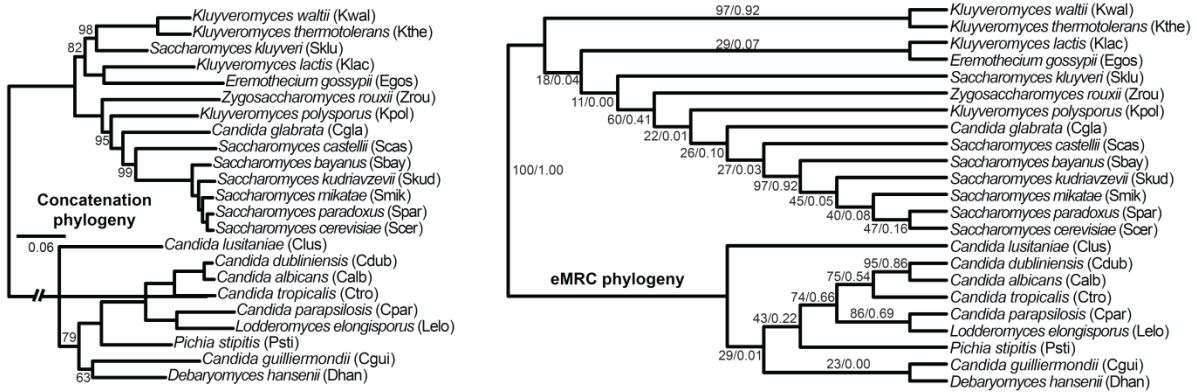 Kluyveromyces waltii (Kwal)
Kluyveromyces thermotolerans (Kthe)
98
Saccharomyces kluyveri (Sklu)
82
Kluyveromyces lactis (Klac)
Eremothecium gossypii (Egos)
Zygosaccharomyces rouxii (Zrou)
Kluyveromyces polysporus (Kpol)
95
Candida glabrata (Cgla)
Saccharomyces castellii (Scas)
99
Saccharomyces bayanus (Sbay)
Saccharomyces kudriavzevii (Skud)
Saccharomyces mikatae (Smik)
Saccharomyces paradoxus (Spar)
Saccharomyces cerevisiae (Scer)
Concatenation
phylogeny
0.06
Candida lusitaniae (Clus)
Candida dubliniensis (Cdub)
Candida albicans (Calb)
Candida tropicalis (Ctro)
Candida parapsilosis (Cpar)
Lodderomyces elongisporus (Lelo)
79
Pichia stipitis (Psti)
Candida guilliermondii (Cgui)
63
Debaryomyces hansenii (Dhan)
97/0.92
Kluyveromyces waltii (Kwal)
Kluyveromyces thermotolerans (Kthe)
29/0.07
Kluyveromyces lactis (Klac)
Eremothecium gossypii (Egos)
18/0.04
Saccharomyces kluyveri (Sklu)
11/0.00
Zygosaccharomyces rouxii (Zrou)
60/0.41
Kluyveromyces polysporus (Kpol)
22/0.01
Candida glabrata (Cgla)
26/0.10
Saccharomyces castellii (Scas)
27/0.03
Saccharomyces bayanus (Sbay)
97/0.92
Saccharomyces kudriavzevii (Skud)
45/0.05
Saccharomyces mikatae (Smik)
40/0.08
Saccharomyces paradoxus (Spar)
47/0.16
Saccharomyces cerevisiae (Scer)
100/1.00
eMRC phylogeny
Candida lusitaniae (Clus)
95/0.86
Candida dubliniensis (Cdub)
75/0.54
Candida albicans (Calb)
Candida tropicalis (Ctro)
74/0.66
86/0.69
Candida parapsilosis (Cpar)
Lodderomyces elongisporus (Lelo)
43/0.22
Pichia stipitis (Psti)
29/0.01
23/0.00
Candida guilliermondii (Cgui)
Debaryomyces hansenii (Dhan)